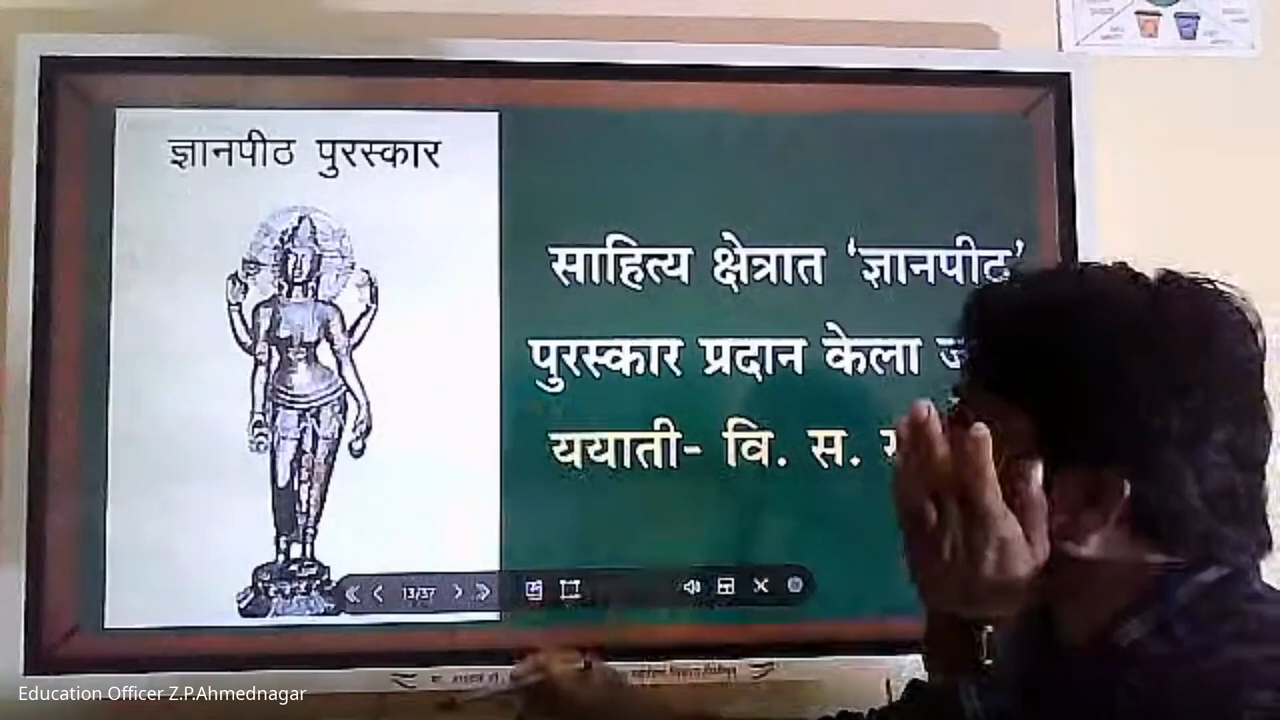 ज्ञानपीठ पुरस्कार
साहित्य क्षेत्रात ‘ज्ञानपीठ’
पुरस्कार प्रदान केला
ययाती- वि. स.
13/37
Education Officer Z.P.Ahmednagar